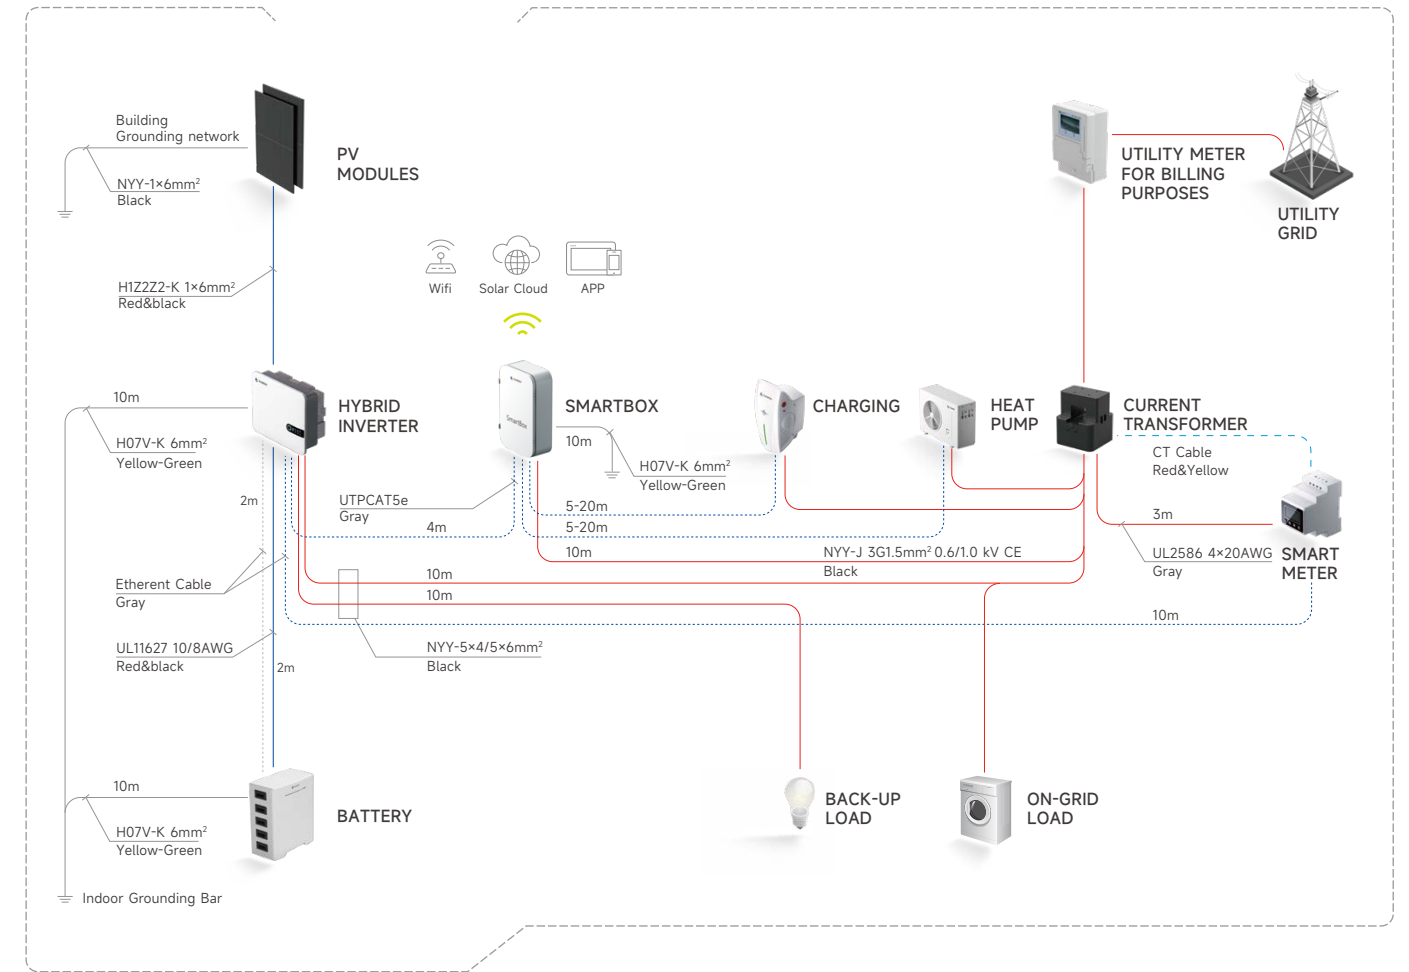 Building
Grounding network
NYY-1×6mm²
Black
PV
MODULES
UTILITY METER
FOR BILLING
PURPOSES
UTILITY
GRID
H1Z2Z2-K 1×6mm²
Red&black
Wifi
Solar Cloud
APP
10m
H07V-K 6mm²
Yellow-Green
HYBRID
INVERTER
SmartBox
SMARTBOX
10m
H07V-K 6mm²
Yellow-Green
CHARGING
HEAT
PUMP
CURRENT
TRANSFORMER
CT Cable
Red&Yellow
2m
UTPCAT5e
Gray
4m
5-20m
5-20m
10m
NYY-J 3G1.5mm² 0.6/1.0 kV CE
Black
3m
UL2586 4×20AWG
Gray
SMART
METER
Etherent Cable
Gray
10m
10m
10m
UL11627 10/8AWG
Red&black
2m
NYY-5×4/5×6mm²
Black
10m
H07V-K 6mm²
Yellow-Green
BATTERY
BACK-UP
LOAD
ON-GRID
LOAD
Indoor Grounding Bar